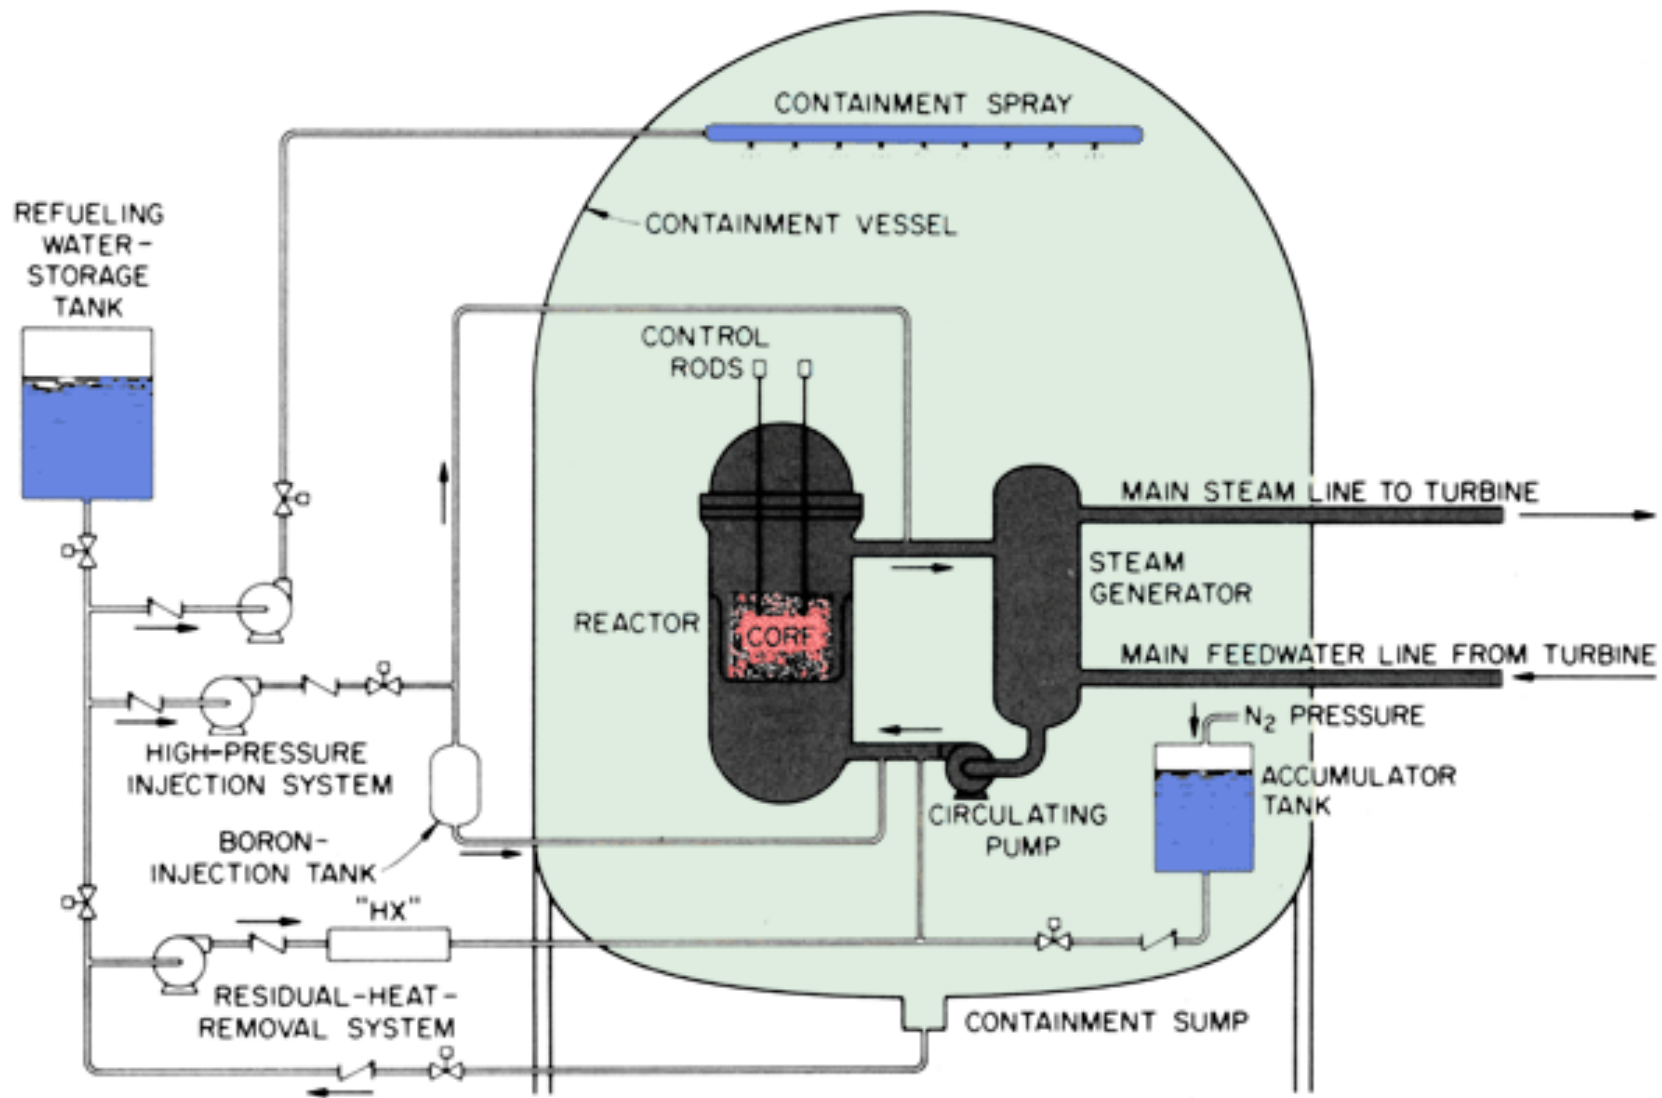 CONTAINMENT SPRAY
REFUELING
WATER-
STORAGE
TANK
CONTAINMENT VESSEL
CONTROL
RODS
MAIN STEAM LINE TO TURBINE
STEAM
GENERATOR
REACTOR
CORE
MAIN FEEDWATER LINE FROM TURBINE
N2 PRESSURE
HIGH-PRESSURE
INJECTION SYSTEM
ACCUMULATOR
TANK
CIRCULATING
PUMP
BORON-
INJECTION TANK
"HX"
RESIDUAL-HEAT-
REMOVAL SYSTEM
CONTAINMENT SUMP